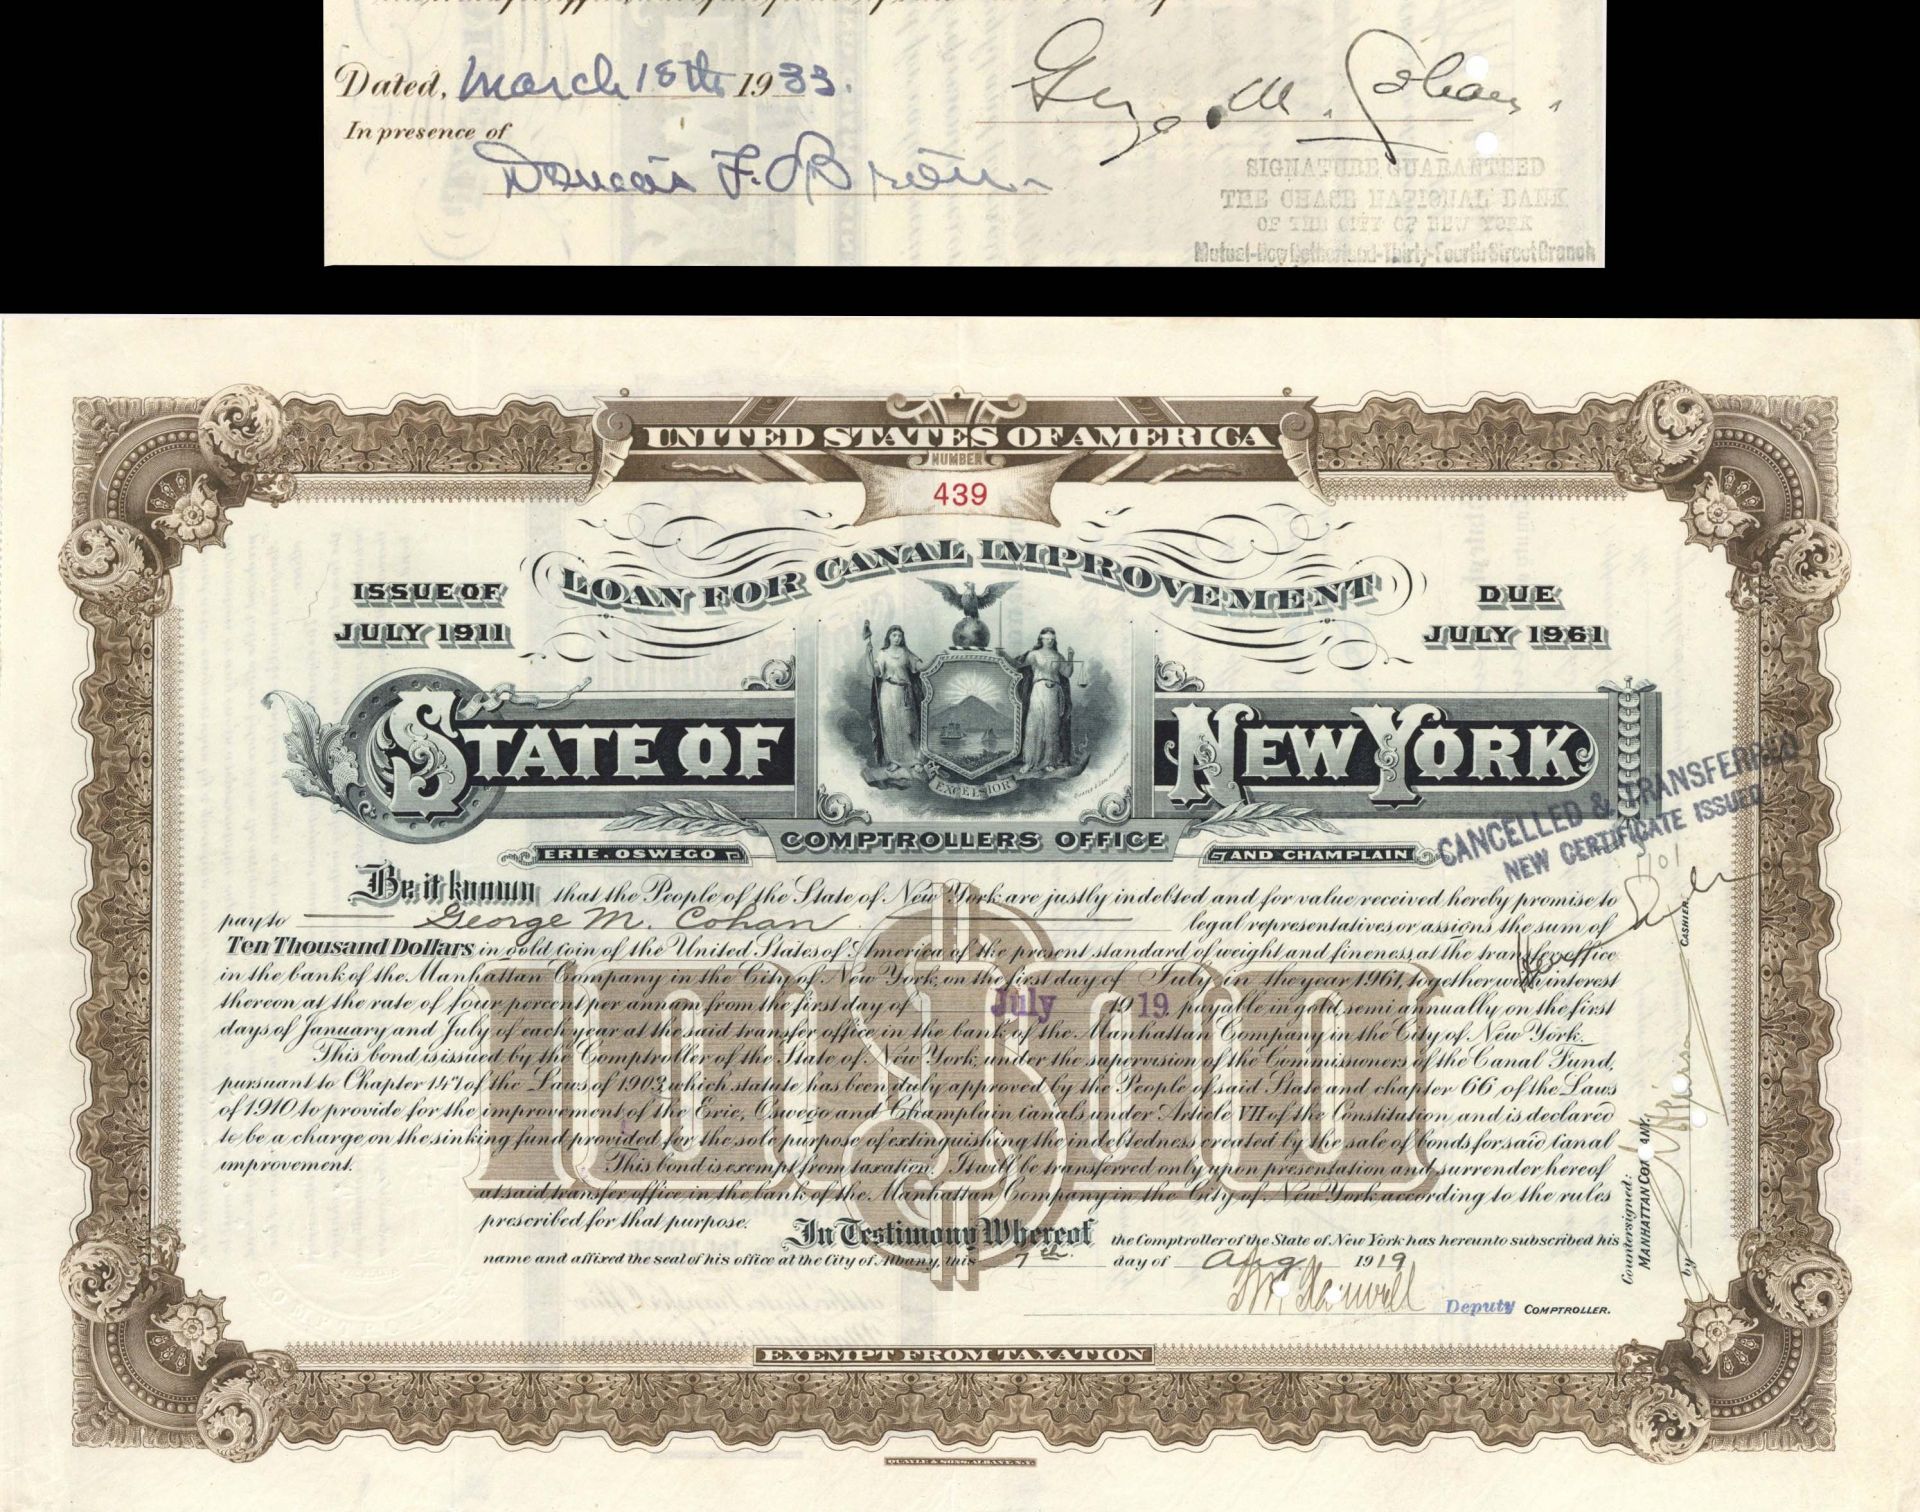 Dated, March 18th 1933.
In presence of
Geo. M. Cohan.
SIGNATURE GUARANTEED
THE CHASE NATIONAL BANK
OF THE CITY OF NEW YORK
Thirty-Fourth Street Branch
UNITED STATES OF AMERICA
NUMBER
439
LOAN FOR CANAL IMPROVEMENT
ISSUE OF
JULY 1911
DUE
JULY 1961
STATE OF NEW YORK
EXCELSIOR
COMPTROLLERS OFFICE
ERIE, OSWEGO AND CHAMPLAIN
CANCELLED & TRANSFERRED
NEW CERTIFICATE ISSUED
Be it known that the People of the State of New York are justly indebted and for value received hereby promise to
pay to George M. Cohan legal representatives or assigns the sum of
Ten Thousand Dollars in gold coin of the United States of America of the present standard of weight and fineness, at the transfer office
in the bank of the Manhattan Company in the City of New York, on the first day of July, in the year 1961, together with interest
thereon at the rate of four percent per annum from the first day of July 1919 payable in gold, semi annually on the first
days of January and July of each year at the said transfer office in the bank of the Manhattan Company in the City of New York.
This bond is issued by the Comptroller of the State of New York, under the supervision of the Commissioners of the Canal Fund,
pursuant to Chapter 147 of the Laws of 1903, which statute has been duly approved by the People of said State and chapter 66 of the Laws
of 1910 to provide for the improvement of the Erie, Oswego and Champlain canals under Article VII of the Constitution and is declared
to be a charge on the sinking fund provided for the sole purpose of extinguishing the indebtedness created by the sale of bonds for said Canal
improvement. This bond is exempt from taxation. It will be transferred only upon presentation and surrender hereof
at said transfer office in the bank of the Manhattan Company in the City of New York according to the rules
prescribed for that purpose. In Testimony Whereof the Comptroller of the State of New York has hereunto subscribed his
name and affixed the seal of his office at the City of Albany, this 7th day of Aug 1919
Deputy COMPTROLLER.
Countersigned:
MANHATTAN COMPANY.
by CASHIER
EXEMPT FROM TAXATION
QUAYLE & SONS. ALBANY. N.Y.